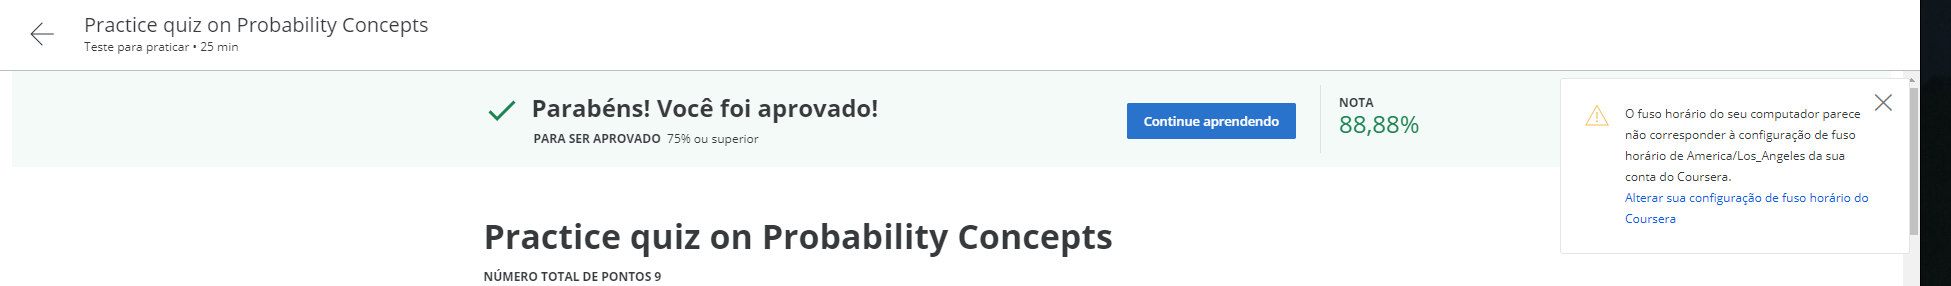 Practice quiz on Probability Concepts
Teste para praticar • 25 min
Parabéns! Você foi aprovado!
PARA SER APROVADO 75% ou superior
Continue aprendendo
NOTA
88,88%
O fuso horário do seu computador parece
não corresponder à configuração de fuso
horário de America/Los_Angeles da sua
conta do Coursera.
Alterar sua configuração de fuso horário do
Coursera
Practice quiz on Probability Concepts
NÚMERO TOTAL DE PONTOS 9